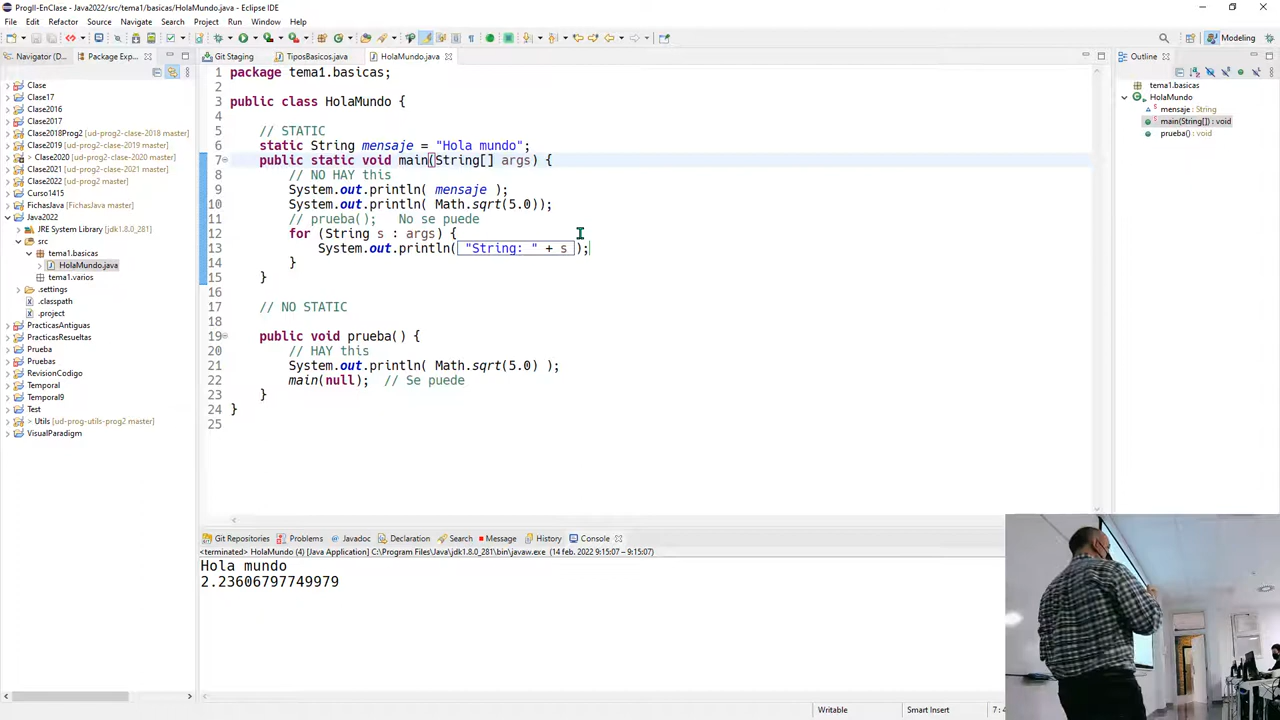 ProgII-EnClase - Java2022/src/tema1/basicas/HolaMundo.java - Eclipse IDE
File Edit Refactor Source Navigate Search Project Run Window Help
Navigator (D... Package Exp... Git Staging TiposBasicos.java HolaMundo.java Outline
Modeling
Clase
Clase17
Clase2016
Clase2017
Clase2018Prog2 [ud-prog2-clase-2018 master]
Clase2019 [ud-prog2-clase-2019 master]
> Clase2020 [ud-prog2-clase-2020 master]
Clase2021 [ud-prog2-clase-2021 master]
Clase2022 [ud-prog2 master]
Curso1415
FichasJava [FichasJava master]
Java2022
JRE System Library [jdk1.8.0_281]
src
tema1.basicas
HolaMundo.java
tema1.varios
.settings
.classpath
.project
PracticasAntiguas
PracticasResueltas
Prueba
Pruebas
RevisionCodigo
Temporal
Temporal9
Test
> Utils [ud-prog-utils-prog2 master]
VisualParadigm
1 package tema1.basicas;
2
3 public class HolaMundo {
4
5 // STATIC
6 static String mensaje = "Hola mundo";
7 public static void main(String[] args) {
8 // NO HAY this
9 System.out.println( mensaje );
10 System.out.println( Math.sqrt(5.0));
11 // prueba(); No se puede
12 for (String s : args) {
13 System.out.println( "String: " + s );
14 }
15 }
16
17 // NO STATIC
18
19 public void prueba() {
20 // HAY this
21 System.out.println( Math.sqrt(5.0) );
22 main(null); // Se puede
23 }
24 }
25
tema1.basicas
HolaMundo
mensaje : String
main(String[]) : void
prueba() : void
Git Repositories Problems Javadoc Declaration Search Message History Console
<terminated> HolaMundo (4) [Java Application] C:\Program Files\Java\jdk1.8.0_281\bin\javaw.exe (14 feb. 2022 9:15:07 – 9:15:07)
Hola mundo
2.23606797749979
Writable Smart Insert